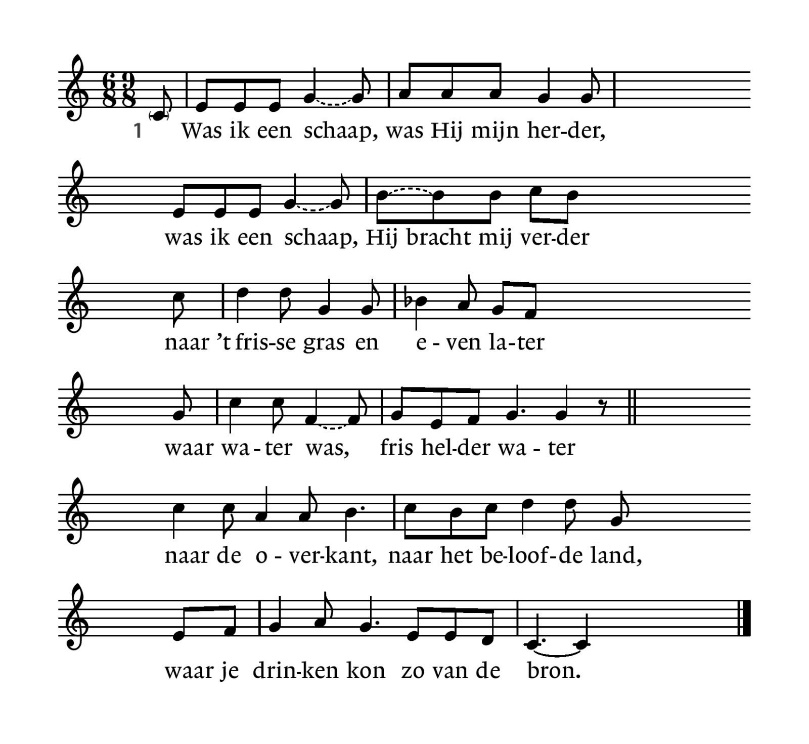 6 9
8 8
1 Was ik een schaap, was Hij mijn her-der,
was ik een schaap, Hij bracht mij ver-der
naar ’t fris-se gras en e-ven la-ter
waar wa-ter was, fris hel-der wa-ter
naar de o-ver-kant, naar het be-loof-de land,
waar je drin-ken kon zo van de bron.